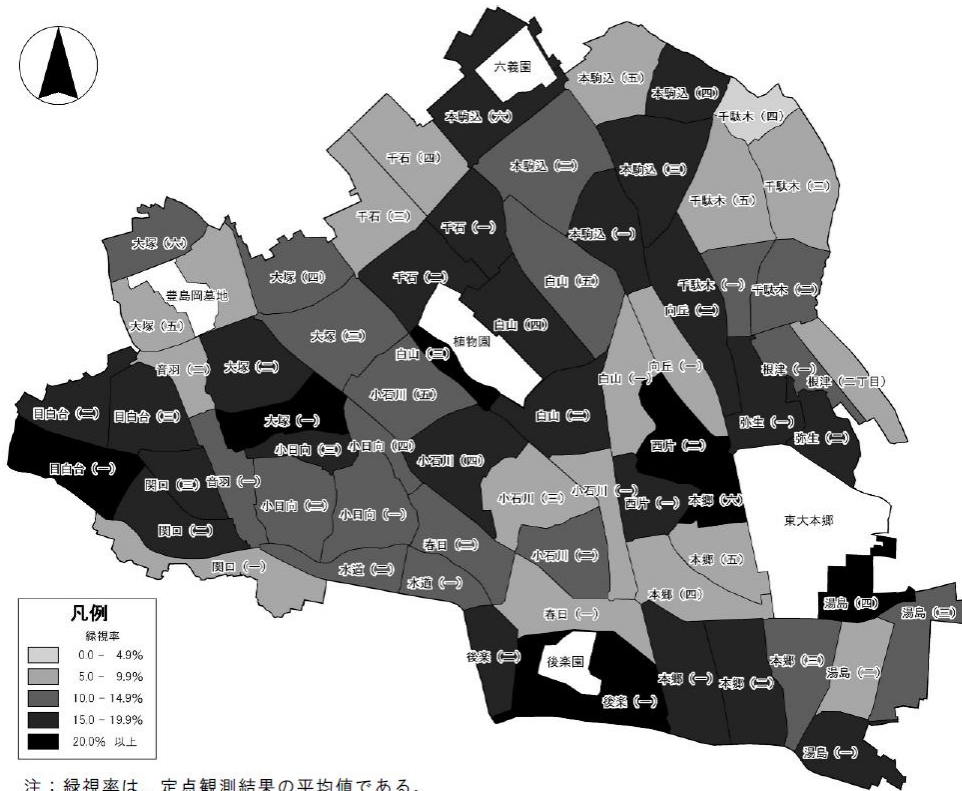 六義園
本駒込（五）
本駒込（四）
千駄木（四）
本駒込（六）
千石（四）
本駒込（二）
本駒込（三）
千駄木（三）
千駄木（五）
千石（三）
千石（一）
本駒込（一）
大塚（六）
大塚（四）
千石（二）
白山（五）
千駄木（一）
千駄木（二）
豊島岡墓地
向丘（二）
大塚（五）
植物園
白山（四）
大塚（三）
白山（三）
音羽（二）
大塚（二）
向丘（一）
根津（一）
根津（二丁目）
白山（一）
小石川（五）
目白台（二）
目白台（三）
大塚（一）
白山（二）
弥生（一）
弥生（二）
小日向（三）
小日向（四）
西片（二）
小石川（四）
目白台（一）
関口（三）
音羽（一）
小石川（三）
小石川（一）
西片（一）
本郷（六）
小日向（二）
小日向（一）
東大本郷
関口（二）
春日（二）
小石川（二）
本郷（五）
関口（一）
水道（二）
水道（一）
本郷（四）
春日（一）
湯島（四）
湯島（三）
後楽（二）
後楽園
本郷（三）
湯島（二）
本郷（一）
本郷（二）
後楽（一）
湯島（一）
凡例
緑視率
0.0 - 4.9%
5.0 - 9.9%
10.0 - 14.9%
15.0 - 19.9%
20.0% 以上
注：緑視率は、定点観測結果の平均値である。